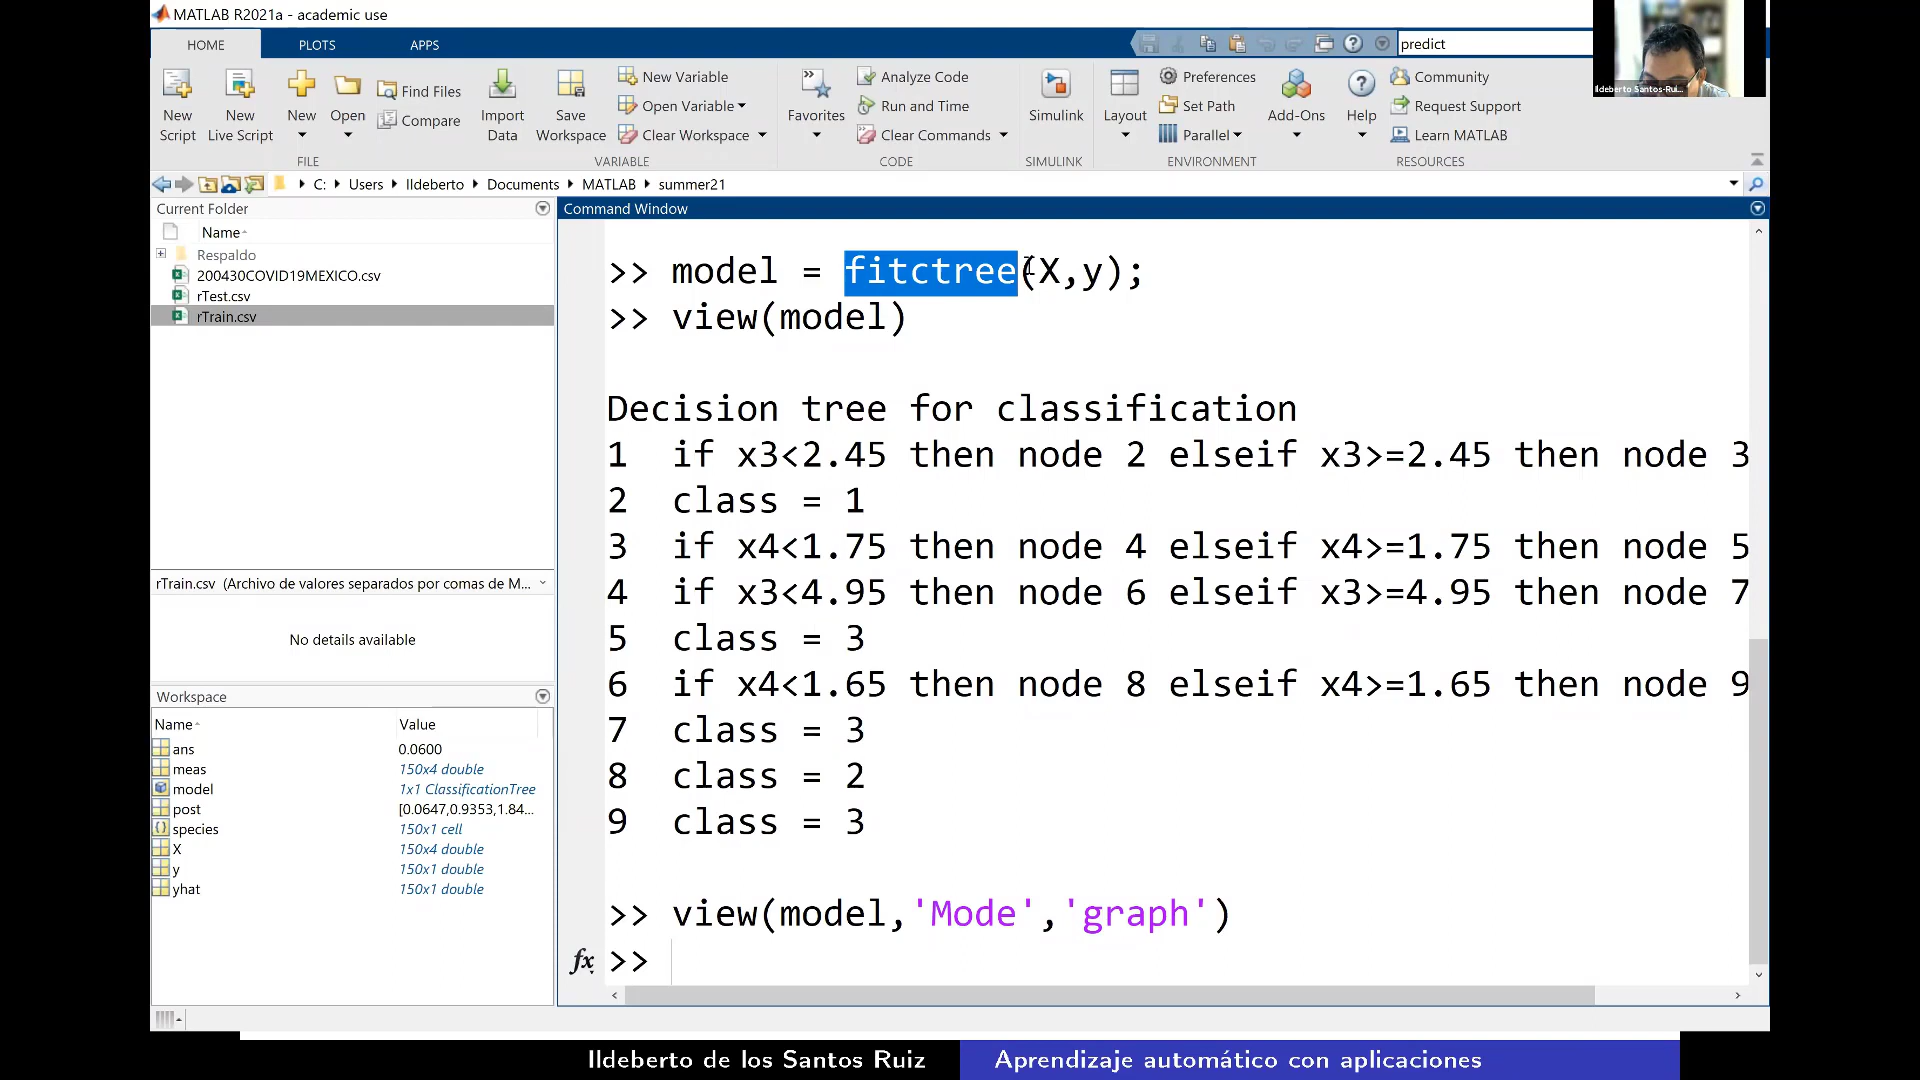 MATLAB R2021a - academic use
HOME PLOTS APPS
predict
New Script
New Live Script
New
Open
Find Files
Compare
Import Data
Save Workspace
New Variable
Open Variable
Clear Workspace
Favorites
Analyze Code
Run and Time
Clear Commands
Simulink
Layout
Preferences
Set Path
Parallel
Add-Ons
Help
Community
Request Support
Learn MATLAB
FILE VARIABLE CODE SIMULINK ENVIRONMENT RESOURCES
Ildeberto Santos-Rui...
C: Users Ildeberto Documents MATLAB summer21
Current Folder
Name
Respaldo
200430COVID19MEXICO.csv
rTest.csv
rTrain.csv
rTrain.csv (Archivo de valores separados por comas de M...
No details available
Workspace
Name Value
ans 0.0600
meas 150x4 double
model 1x1 ClassificationTree
post [0.0647,0.9353,1.84...
species 150x1 cell
X 150x4 double
y 150x1 double
yhat 150x1 double
Command Window
>> model = fitctree(X,y);
>> view(model)
Decision tree for classification
1 if x3<2.45 then node 2 elseif x3>=2.45 then node 3
2 class = 1
3 if x4<1.75 then node 4 elseif x4>=1.75 then node 5
4 if x3<4.95 then node 6 elseif x3>=4.95 then node 7
5 class = 3
6 if x4<1.65 then node 8 elseif x4>=1.65 then node 9
7 class = 3
8 class = 2
9 class = 3
>> view(model,'Mode','graph')
fx >>
Ildeberto de los Santos Ruiz Aprendizaje automático con aplicaciones